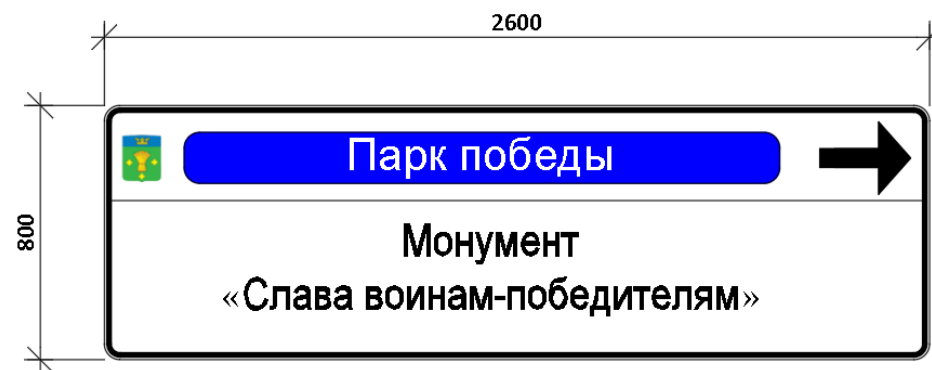 2600
800
Парк победы
Монумент
«Слава воинам-победителям»